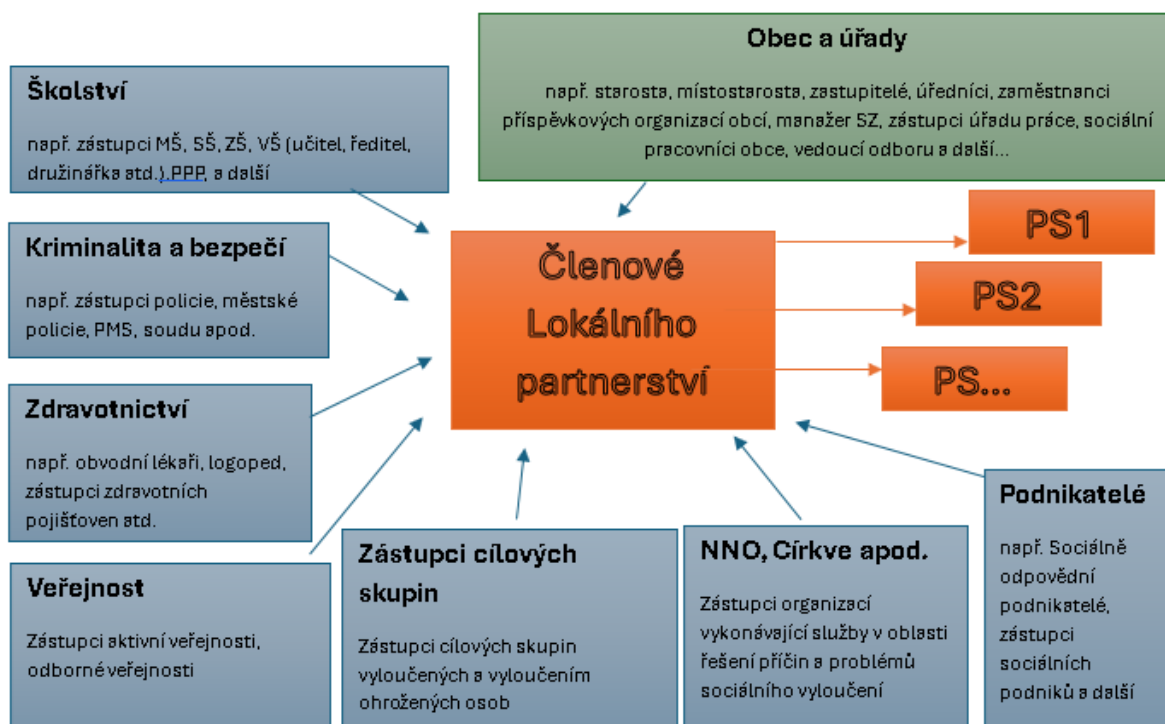 Obec a úřady
např. starosta, místostarosta, zastupitelé, úředníci, zaměstnanci
příspěvkových organizací obcí, manažer SZ, zástupci úřadu práce, sociální
pracovníci obce, vedoucí odboru a další...
Školství
např. zástupci MŠ, SŠ, ZŠ, VŠ (učitel, ředitel,
družinářka atd.),PPP, a další
Kriminalita a bezpečí
např. zástupci policie, městské
policie, PMS, soudu apod.
Zdravotnictví
např. obvodní lékaři, logoped,
zástupci zdravotních
pojišťoven atd.
Veřejnost
Zástupci aktivní veřejnosti,
odborné veřejnosti
Členové
Lokálního
partnerství
PS1
PS2
PS...
Zástupci cílových
skupin
Zástupci cílových skupin
vyloučených a vyloučením
ohrožených osob
NNO, Církve apod.
Zástupci organizací
vykonávající služby v oblasti
řešení příčin a problémů
sociálního vyloučení
Podnikatelé
např. Sociálně
odpovědní
podnikatelé,
zástupci
sociálních
podniků a další